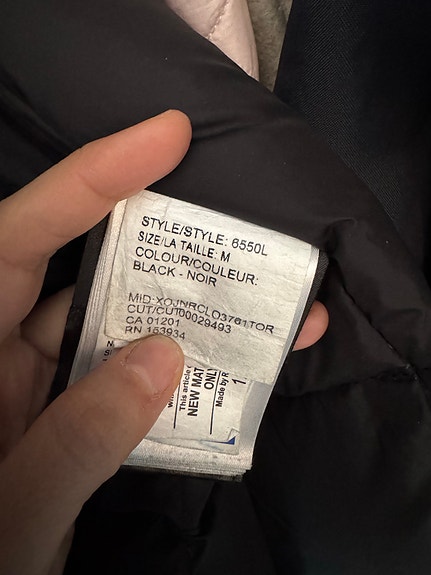 STYLE/STYLE: 6550L
SIZE/LA TAILLE: M
COLOUR/COULEUR:
BLACK - NOIR
MID: XOJNRCLO3761TOR
CUT/CUT00029493
CA 01201
RN 153934
This article
NEW MAT
ONL
Made by R
1